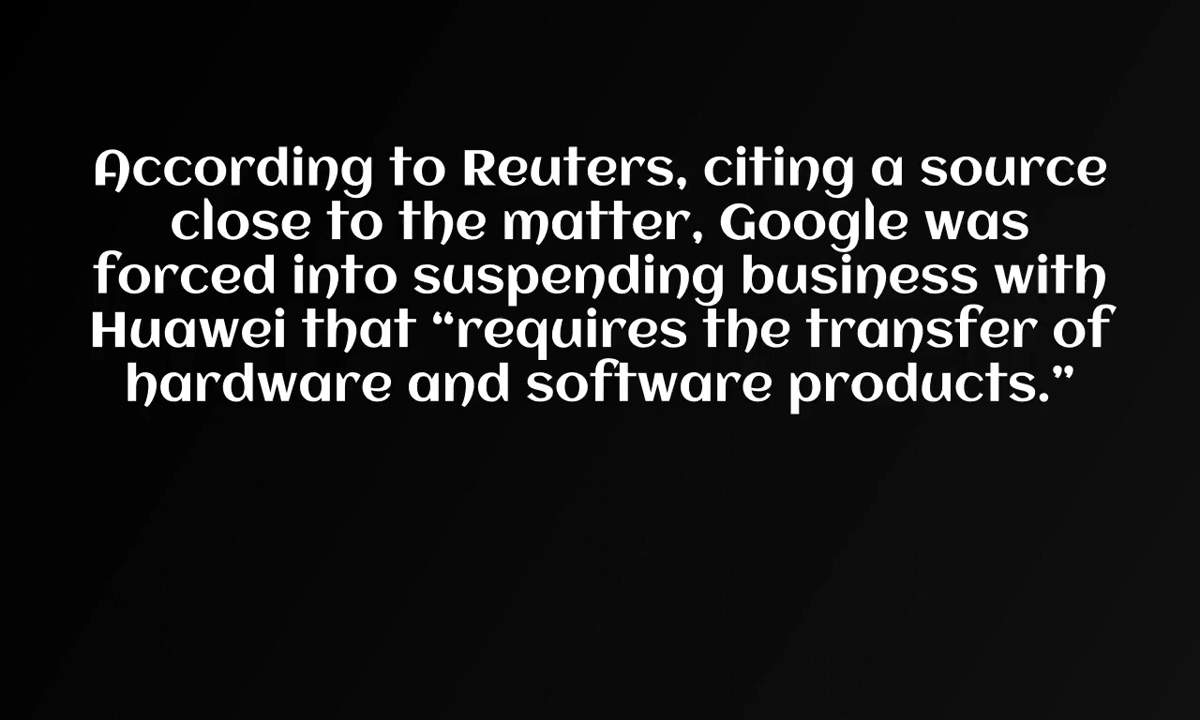 According to Reuters, citing a source
close to the matter, Google was
forced into suspending business with
Huawei that “requires the transfer of
hardware and software products.”